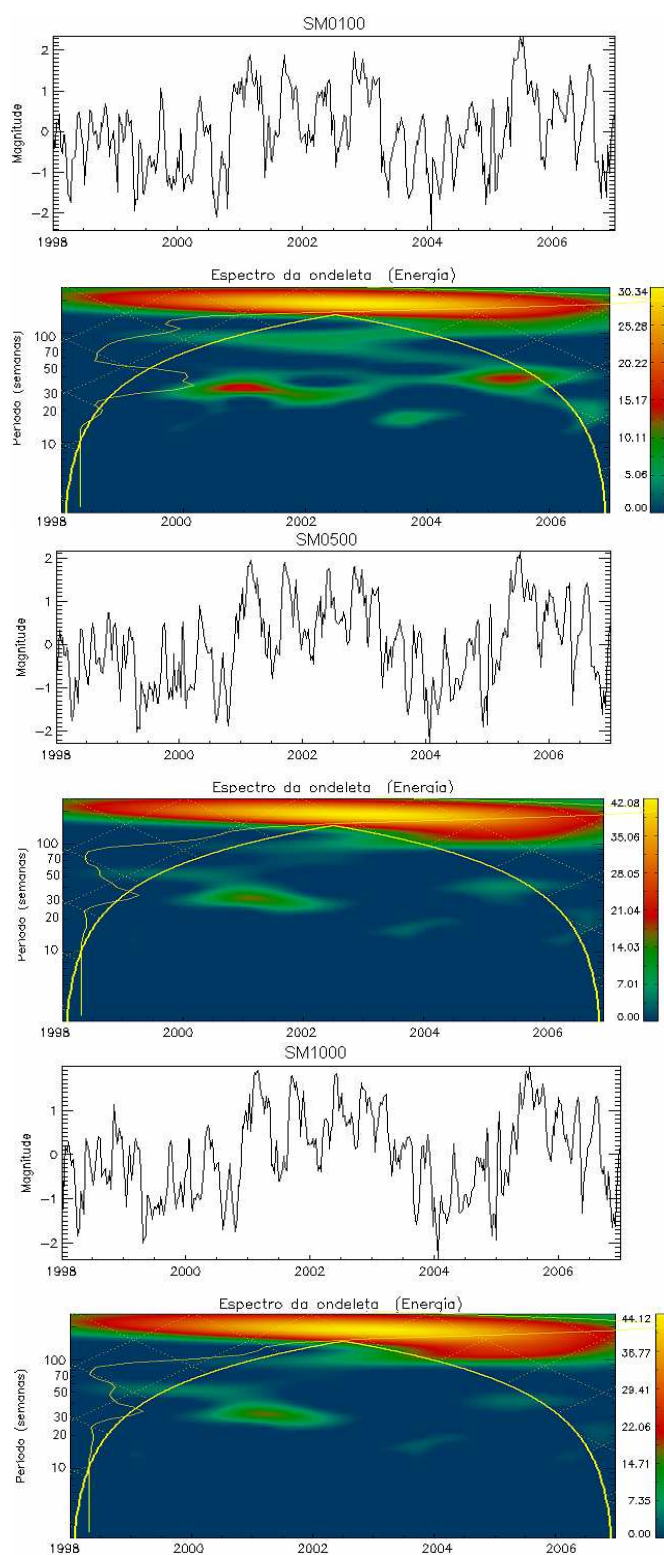 SM0100
2
1
0
-1
-2
Magnitude
1998 2000 2002 2004 2006
Espectro da ondeleta (Energia)
100
70
50
30
20
10
Periodo (semanas)
30.34
25.28
20.22
15.17
10.11
5.06
0.00
1998 2000 2002 2004 2006
SM0500
2
1
0
-1
-2
Magnitude
1998 2000 2002 2004 2006
Espectro da ondeleta (Energia)
100
70
50
30
20
10
Periodo (semanas)
42.08
35.06
28.05
21.04
14.03
7.01
0.00
1998 2000 2002 2004 2006
SM1000
1
0
-1
-2
Magnitude
1998 2000 2002 2004 2006
Espectro da ondeleta (Energia)
100
70
50
30
20
10
Periodo (semanas)
44.12
36.77
29.41
22.06
14.71
7.35
0.00
1998 2000 2002 2004 2006